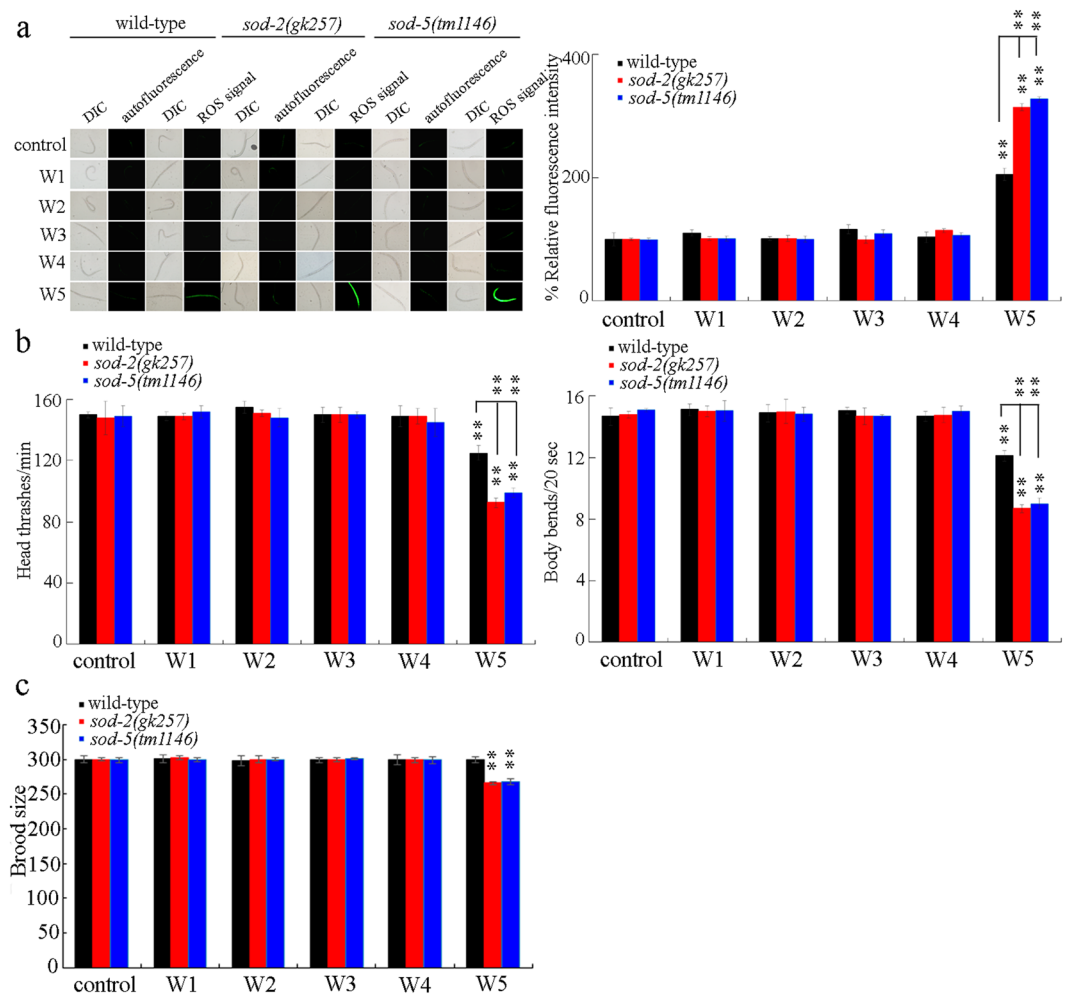 a
wild-type
sod-2(gk257)
sod-5(tm1146)
DIC
autofluorescence
DIC
ROS signal
DIC
autofluorescence
DIC
ROS signal
DIC
autofluorescence
DIC
ROS signal
control
W1
W2
W3
W4
W5
% Relative fluorescence intensity
400
200
0
wild-type
sod-2(gk257)
sod-5(tm1146)
**
**
**
**
***
control
W1
W2
W3
W4
W5
b
wild-type
sod-2(gk257)
sod-5(tm1146)
Head thrashes/min
160
120
80
40
0
**
**
**
**
**
control
W1
W2
W3
W4
W5
wild-type
sod-2(gk257)
sod-5(tm1146)
Body bends/20 sec
16
12
8
4
0
**
**
**
**
**
control
W1
W2
W3
W4
W5
c
wild-type
sod-2(gk257)
sod-5(tm1146)
Brood size
350
300
250
200
150
100
50
0
**
**
control
W1
W2
W3
W4
W5